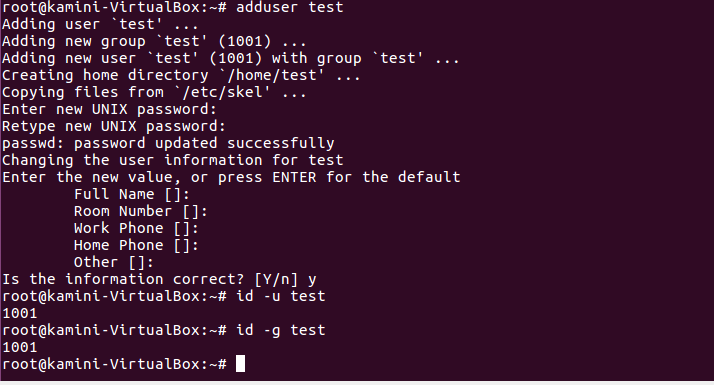 root@kamini-VirtualBox:~# adduser test
Adding user `test' ...
Adding new group `test' (1001) ...
Adding new user `test' (1001) with group `test' ...
Creating home directory `/home/test' ...
Copying files from `/etc/skel' ...
Enter new UNIX password:
Retype new UNIX password:
passwd: password updated successfully
Changing the user information for test
Enter the new value, or press ENTER for the default
        Full Name []:
        Room Number []:
        Work Phone []:
        Home Phone []:
        Other []:
Is the information correct? [Y/n] y
root@kamini-VirtualBox:~# id -u test
1001
root@kamini-VirtualBox:~# id -g test
1001
root@kamini-VirtualBox:~#